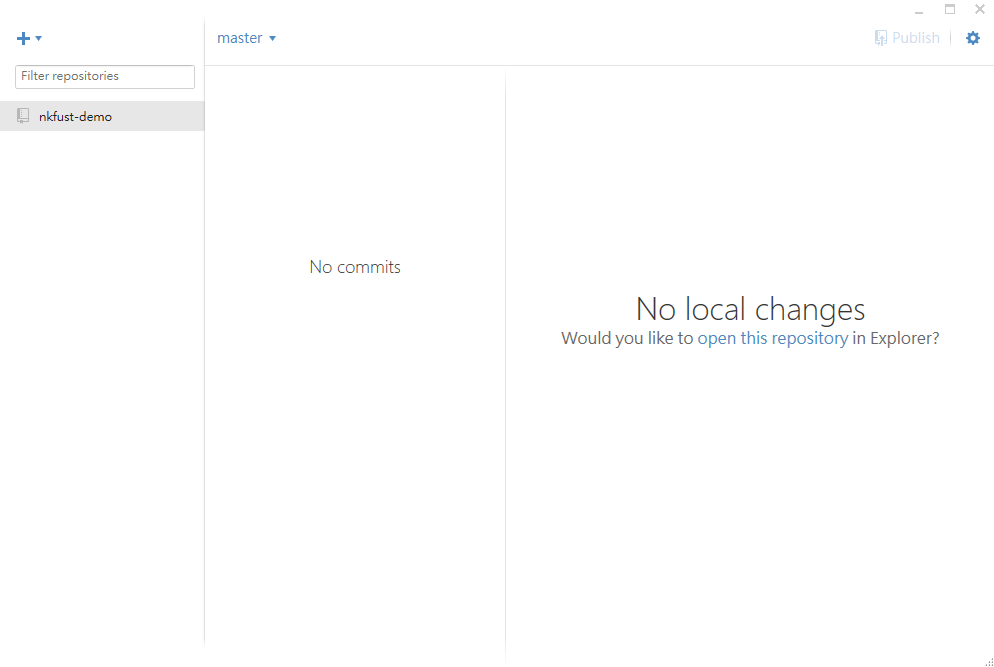 master
Publish
Filter repositories
nkfust-demo
No commits
No local changes
Would you like to open this repository in Explorer?